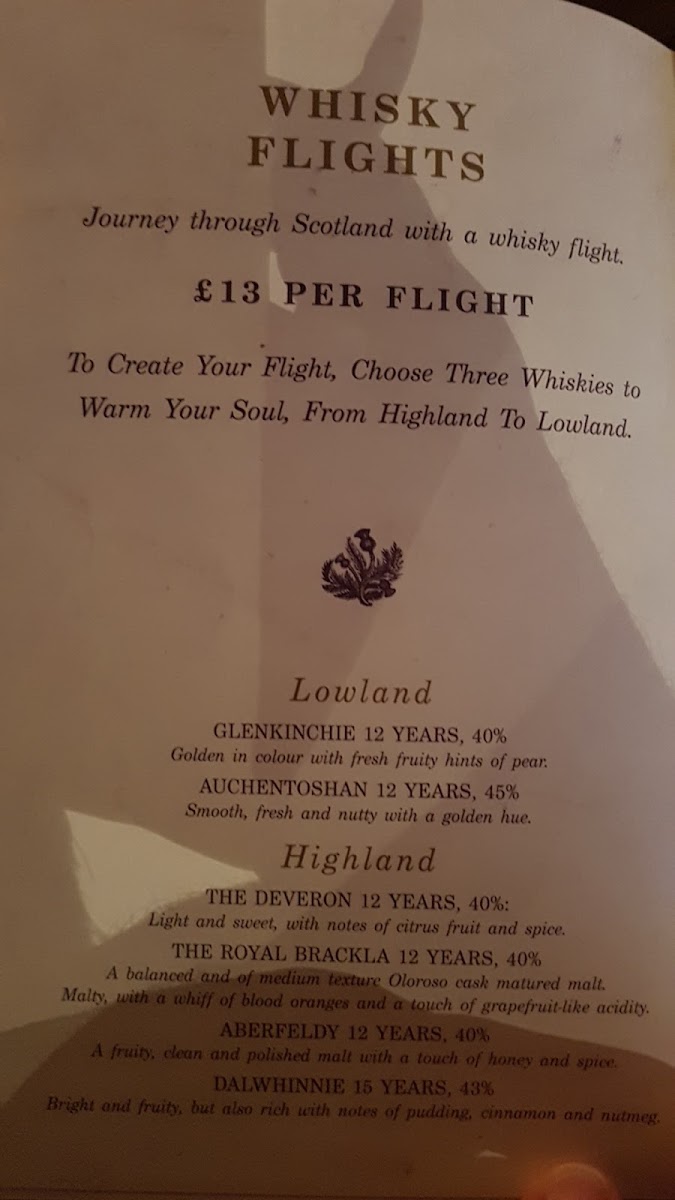 WHISKY
FLIGHTS
Journey through Scotland with a whisky flight.
£13 PER FLIGHT
To Create Your Flight, Choose Three Whiskies to
Warm Your Soul, From Highland To Lowland.
Lowland
GLENKINCHIE 12 YEARS, 40%
Golden in colour with fresh fruity hints of pear.
AUCHENTOSHAN 12 YEARS, 45%
Smooth, fresh and nutty with a golden hue.
Highland
THE DEVERON 12 YEARS, 40%:
Light and sweet, with notes of citrus fruit and spice.
THE ROYAL BRACKLA 12 YEARS, 40%
A balanced and of medium texture Oloroso cask matured malt.
Malty, with a whiff of blood oranges and a touch of grapefruit-like acidity.
ABERFELDY 12 YEARS, 40%
A fruity, clean and polished malt with a touch of honey and spice.
DALWHINNIE 15 YEARS, 43%
Bright and fruity, but also rich with notes of pudding, cinnamon and nutmeg.